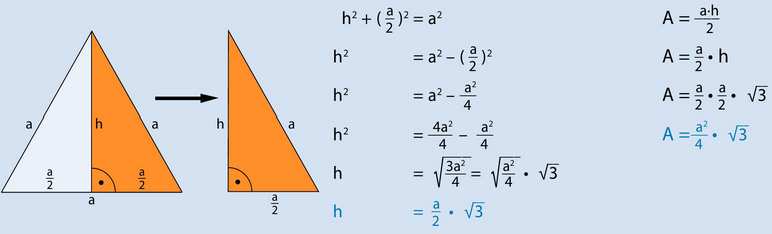 a
h
a
a/2
a/2
a
h
a
a/2
h² + (a/2)² = a²
h² = a² – (a/2)²
h² = a² – a²/4
h² = 4a²/4 – a²/4
h = √(3a²/4) = √(a²/4) • √3
h = a/2 • √3
A = a·h/2
A = a/2 • h
A = a/2 • a/2 • √3
A = a²/4 • √3